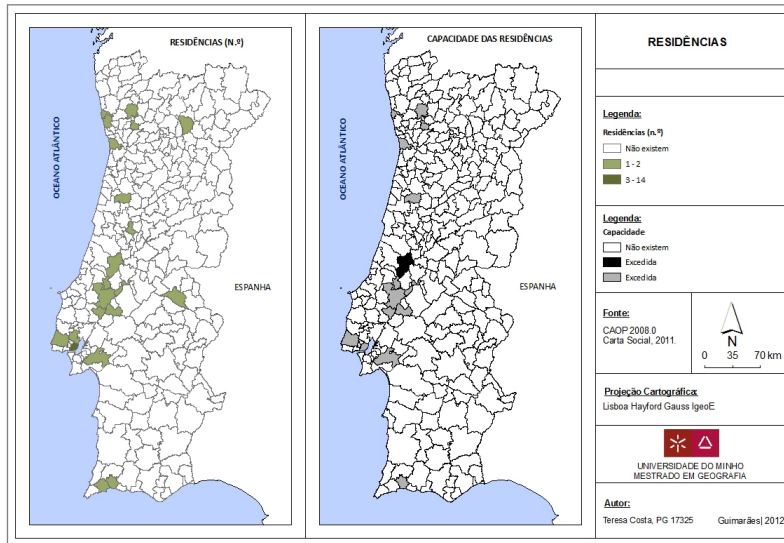 RESIDÊNCIAS (N.º)
OCEANO ATLÂNTICO
ESPANHA
CAPACIDADE DAS RESIDÊNCIAS
OCEANO ATLÂNTICO
ESPANHA
RESIDÊNCIAS
Legenda:
Residências (n.º)
Não existem
1 - 2
3 - 14
Legenda:
Capacidade
Não existem
Excedida
Excedida
Fonte:
CAOP 2008.0
Carta Social, 2011.
N
0 35 70 km
Projeção Cartográfica:
Lisboa Hayford Gauss IgeoE
UNIVERSIDADE DO MINHO
MESTRADO EM GEOGRAFIA
Autor:
Teresa Costa, PG 17325 Guimarães| 2012